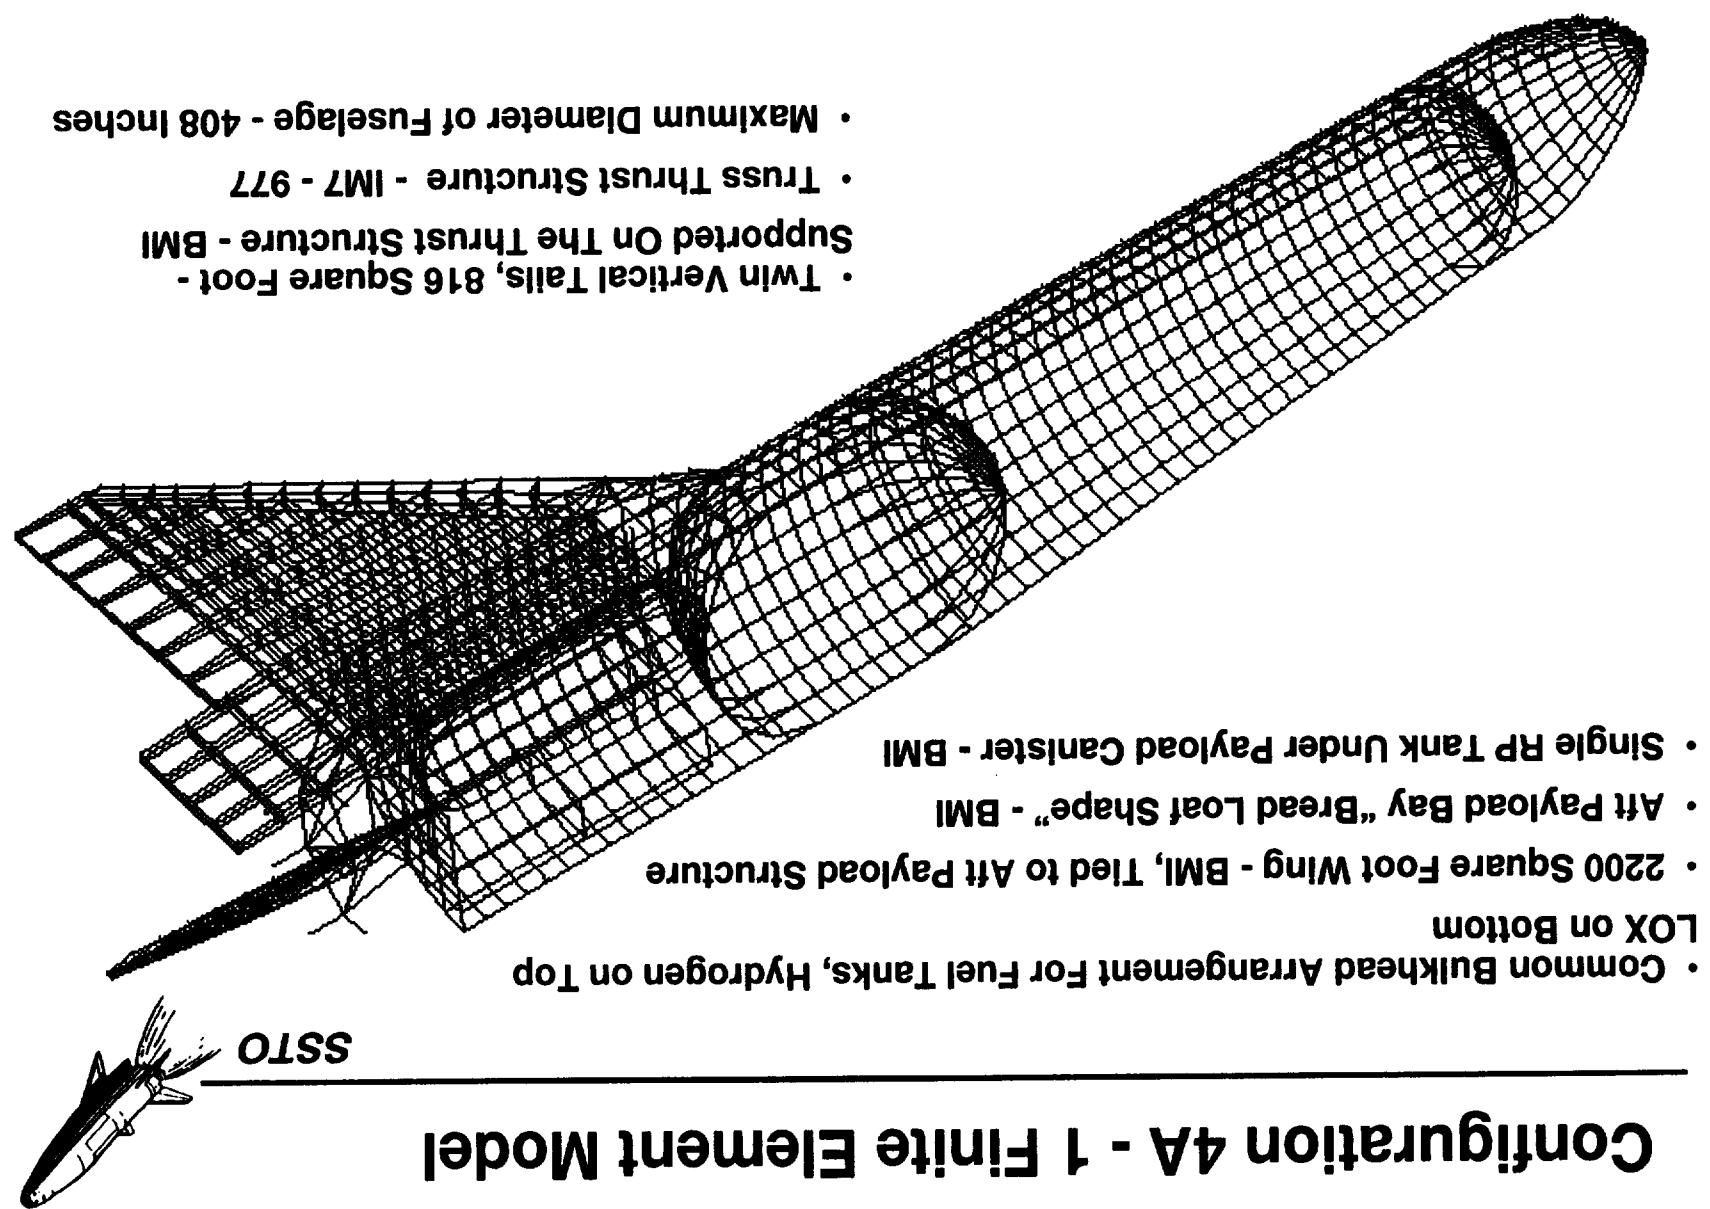 Configuration 4A - 1 Finite Element Model
SSTO
• Common Bulkhead Arrangement For Fuel Tanks, Hydrogen on Top
LOX on Bottom
• 2200 Square Foot Wing - BMI, Tied to Aft Payload Structure
• Aft Payload Bay "Bread Loaf Shape" - BMI
• Single RP Tank Under Payload Canister - BMI
• Twin Vertical Tails, 816 Square Foot -
Supported On The Thrust Structure - BMI
• Truss Thrust Structure - IM7 - 977
• Maximum Diameter of Fuselage - 408 Inches